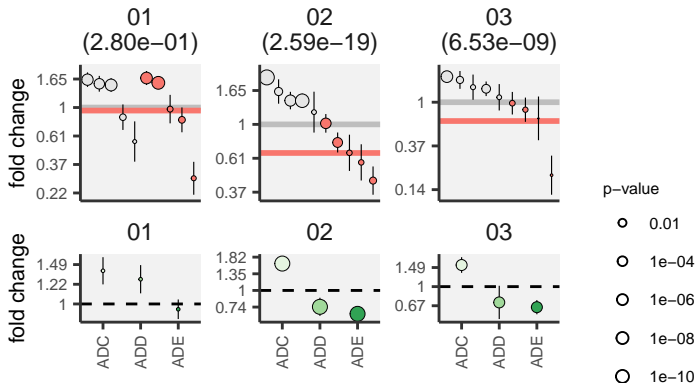 01
(2.80e−01)
02
(2.59e−19)
03
(6.53e−09)
fold change
1.65
1
0.61
0.37
0.22
1.65
1
0.61
0.37
1
0.37
0.14
01
02
03
fold change
1.49
1.22
1
1.82
1.35
1
0.74
1.49
1
0.67
ADC
ADD
ADE
ADC
ADD
ADE
ADC
ADD
ADE
p−value
0.01
1e−04
1e−06
1e−08
1e−10